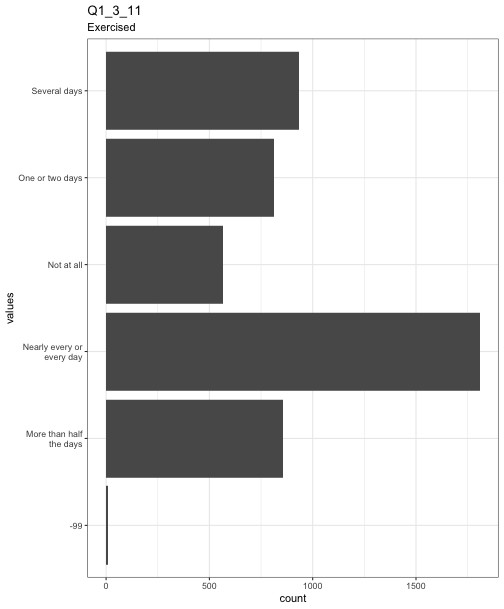 Q1_3_11
Exercised
Several days
One or two days
Not at all
Nearly every or
every day
More than half
the days
-99
values
0
500
1000
1500
count